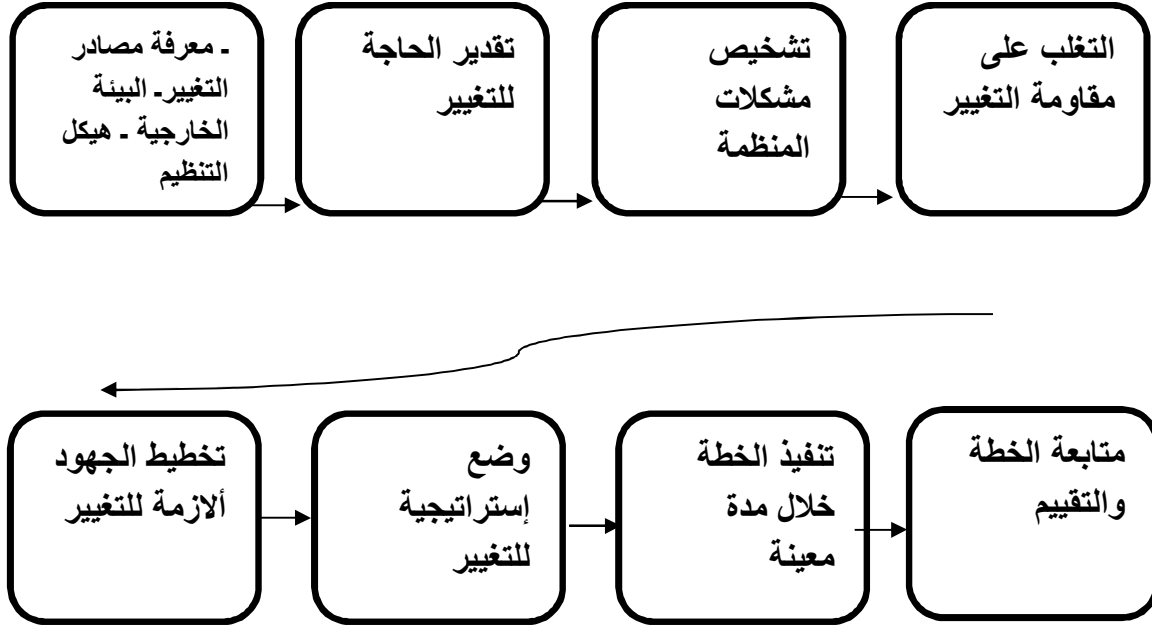 ـ معرفة مصادر
التغيير ـ البيئة
الخارجية ـ هيكل
التنظيم
تقدير الحاجة
للتغيير
تشخيص
مشكلات
المنظمة
التغلب على
مقاومة التغيير
تخطيط الجهود
ألازمة للتغيير
وضع
إستراتيجية
للتغيير
تنفيذ الخطة
خلال مدة
معينة
متابعة الخطة
والتقييم